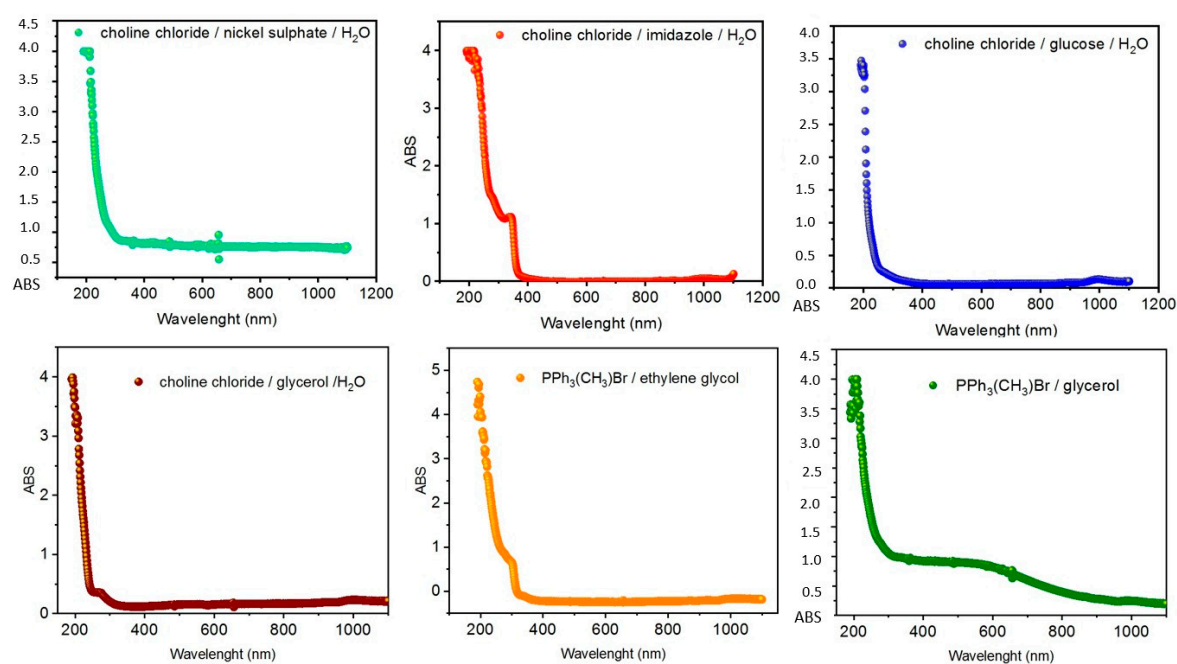 4.5
choline chloride / nickel sulphate / H₂O
4.0
3.5
3.0
2.5
2.0
1.5
1.0
0.5
ABS
200 400 600 800 1000 1200
Wavelenght (nm)
choline chloride / imidazole / H₂O
4
3
ABS
2
1
0
200 400 600 800 1000 1200
Wavelenght (nm)
4.0
choline chloride / glucose / H₂O
3.5
3.0
2.5
2.0
1.5
1.0
0.5
0.0
ABS
200 400 600 800 1000 1200
Wavelenght (nm)
choline chloride / glycerol /H₂O
4
3
ABS
2
1
0
200 400 600 800 1000
Wavelenght (nm)
5
PPh₃(CH₃)Br / ethylene glycol
4
3
ABS
2
1
0
200 400 600 800 1000
Wavelenght (nm)
4.5
PPh₃(CH₃)Br / glycerol
4.0
3.5
3.0
2.5
2.0
1.5
1.0
0.5
ABS
200 400 600 800 1000
Wavelenght (nm)